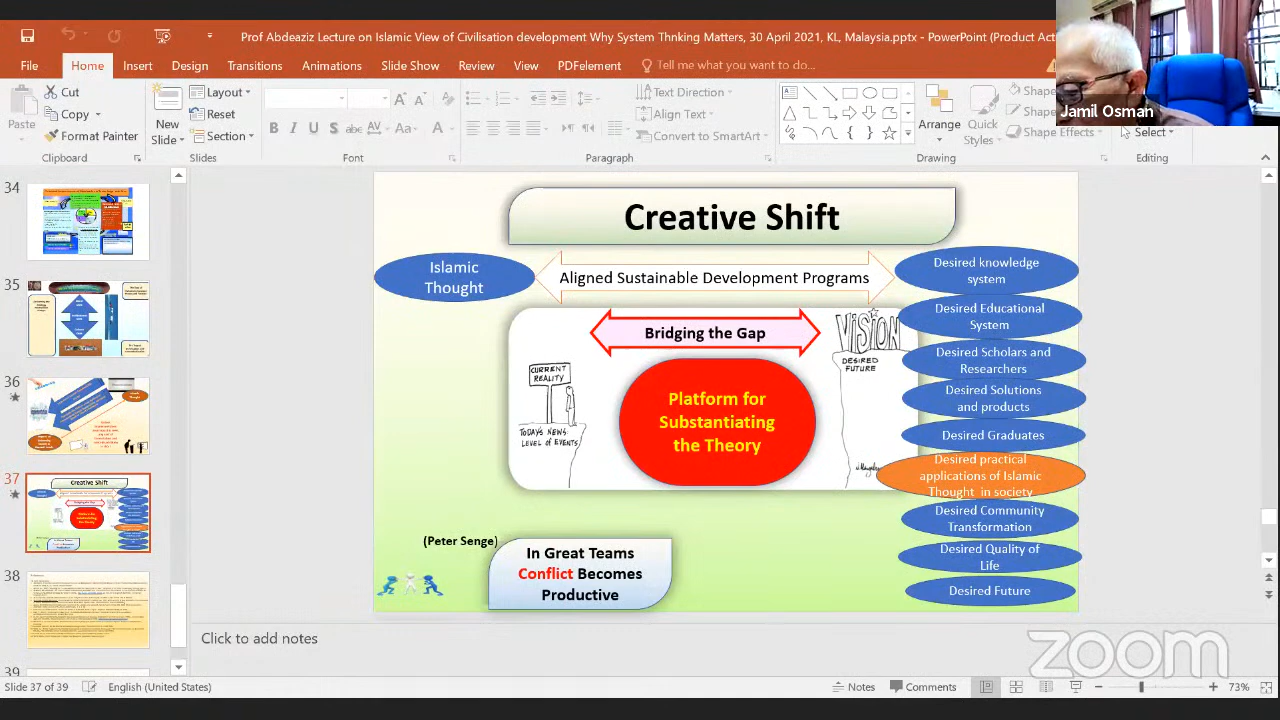 Prof Abdeaziz Lecture on Islamic View of Civilisation development Why System Thnking Matters, 30 April 2021, KL, Malaysia.pptx - PowerPoint (Product Act
File
Home
Insert
Design
Transitions
Animations
Slide Show
Review
View
PDFelement
Tell me what you want to do...
Paste
Cut
Copy
Format Painter
Clipboard
New
Slide
Layout
Reset
Section
Slides
B I U S abc AV Aa
Font
Text Direction
Align Text
Convert to SmartArt
Paragraph
Arrange
Quick
Styles
Shape
Shape
Shape Effects
Drawing
Select
Editing
Jamil Osman
34
35
36
37
38
39
Creative Shift
Islamic
Thought
Aligned Sustainable Development Programs
Bridging the Gap
CURRENT
REALITY
TODAY'S NEWS
LEVEL OF EVENTS
Platform for
Substantiating
the Theory
VISION
DESIRED
FUTURE
Desired knowledge
system
Desired Educational
System
Desired Scholars and
Researchers
Desired Solutions
and products
Desired Graduates
Desired practical
applications of Islamic
Thought in society
Desired Community
Transformation
Desired Quality of
Life
Desired Future
(Peter Senge)
In Great Teams
Conflict Becomes
Productive
Click to add notes
zoom
Slide 37 of 39
English (United States)
Notes
Comments
73%